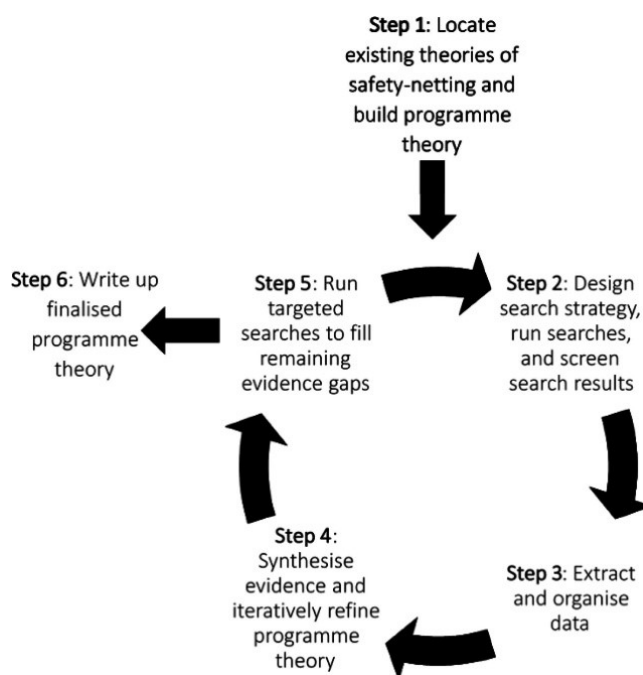 Step 1: Locate
existing theories of
safety-netting and
build programme
theory
Step 2: Design
search strategy,
run searches,
and screen
search results
Step 3: Extract
and organise
data
Step 4:
Synthesise
evidence and
iteratively refine
programme
theory
Step 5: Run
targeted
searches to fill
remaining
evidence gaps
Step 6: Write up
finalised
programme
theory